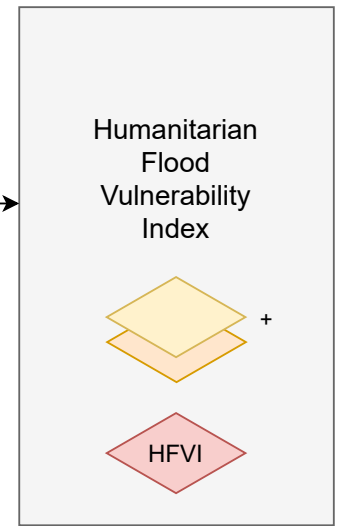 Humanitarian
Flood
Vulnerability
Index
+
HFVI